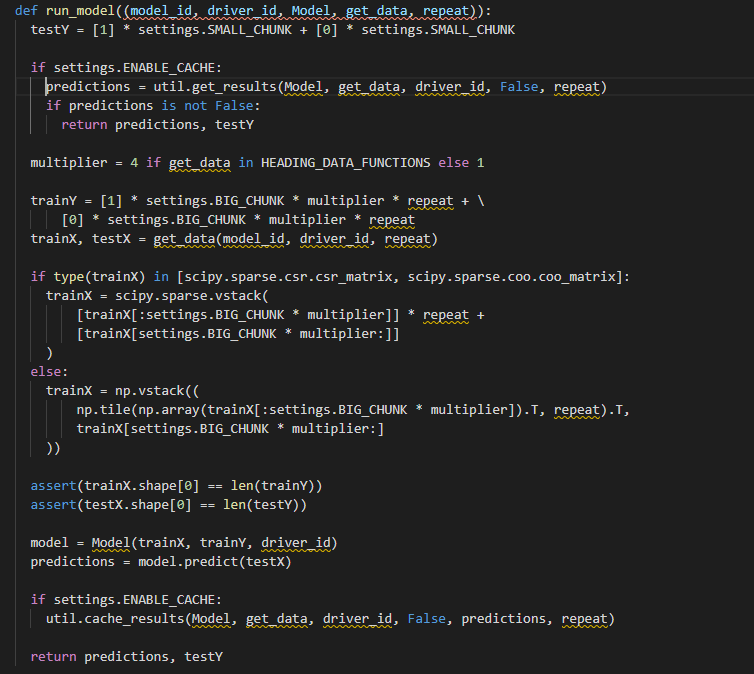 def run_model((model_id, driver_id, Model, get_data, repeat)):
testY = [1] * settings.SMALL_CHUNK + [0] * settings.SMALL_CHUNK
if settings.ENABLE_CACHE:
predictions = util.get_results(Model, get_data, driver_id, False, repeat)
if predictions is not False:
return predictions, testY
multiplier = 4 if get_data in HEADING_DATA_FUNCTIONS else 1
trainY = [1] * settings.BIG_CHUNK * multiplier * repeat + \
[0] * settings.BIG_CHUNK * multiplier * repeat
trainX, testX = get_data(model_id, driver_id, repeat)
if type(trainX) in [scipy.sparse.csr.csr_matrix, scipy.sparse.coo.coo_matrix]:
trainX = scipy.sparse.vstack(
[trainX[:settings.BIG_CHUNK * multiplier]] * repeat +
[trainX[settings.BIG_CHUNK * multiplier:]]
)
else:
trainX = np.vstack((
np.tile(np.array(trainX[:settings.BIG_CHUNK * multiplier]).T, repeat).T,
trainX[settings.BIG_CHUNK * multiplier:]
))
assert(trainX.shape[0] == len(trainY))
assert(testX.shape[0] == len(testY))
model = Model(trainX, trainY, driver_id)
predictions = model.predict(testX)
if settings.ENABLE_CACHE:
util.cache_results(Model, get_data, driver_id, False, predictions, repeat)
return predictions, testY